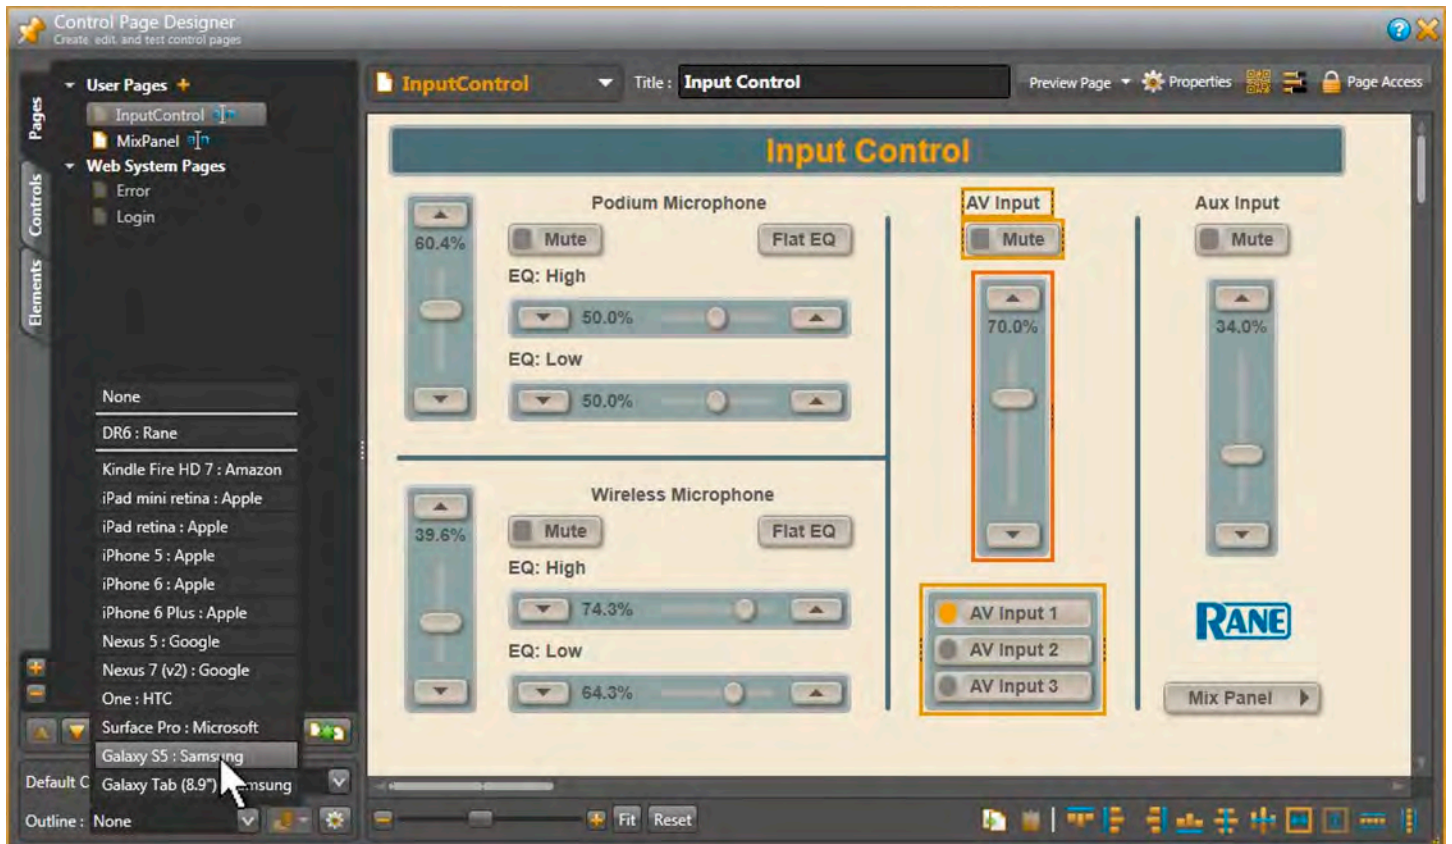 Control Page Designer
Create, edit, and test control pages
Pages
Controls
Elements
User Pages
InputControl
MixPanel
Web System Pages
Error
Login
None
DR6 : Rane
Kindle Fire HD 7 : Amazon
iPad mini retina : Apple
iPad retina : Apple
iPhone 5 : Apple
iPhone 6 : Apple
iPhone 6 Plus : Apple
Nexus 5 : Google
Nexus 7 (v2) : Google
One : HTC
Surface Pro : Microsoft
Galaxy S5 : Samsung
Galaxy Tab (8.9")
Default
Outline : None
InputControl
Title : Input Control
Preview Page
Properties
Page Access
Input Control
Podium Microphone
60.4%
Mute
Flat EQ
EQ: High
50.0%
EQ: Low
50.0%
Wireless Microphone
39.6%
Mute
Flat EQ
EQ: High
74.3%
EQ: Low
64.3%
AV Input
Mute
70.0%
AV Input 1
AV Input 2
AV Input 3
Aux Input
Mute
34.0%
RANE
Mix Panel
Fit
Reset